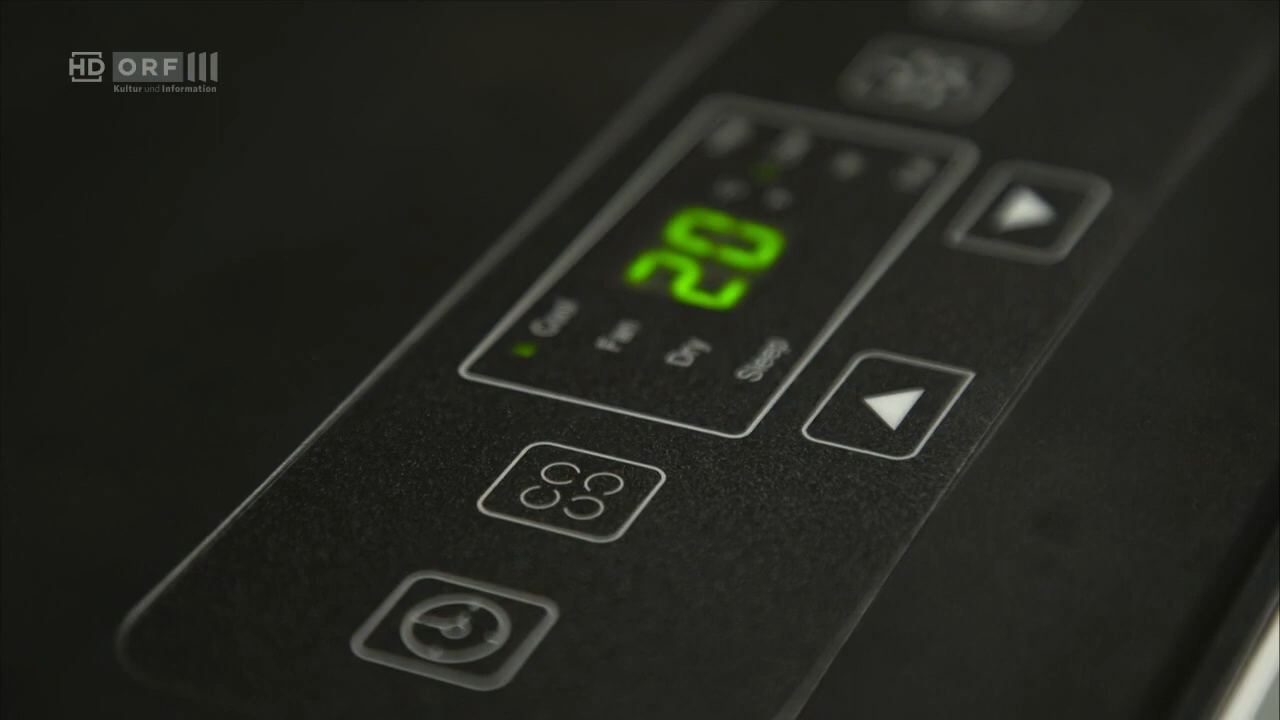 HD ORF III
Kultur und Information
20
Cool
Fan
Dry
Sleep